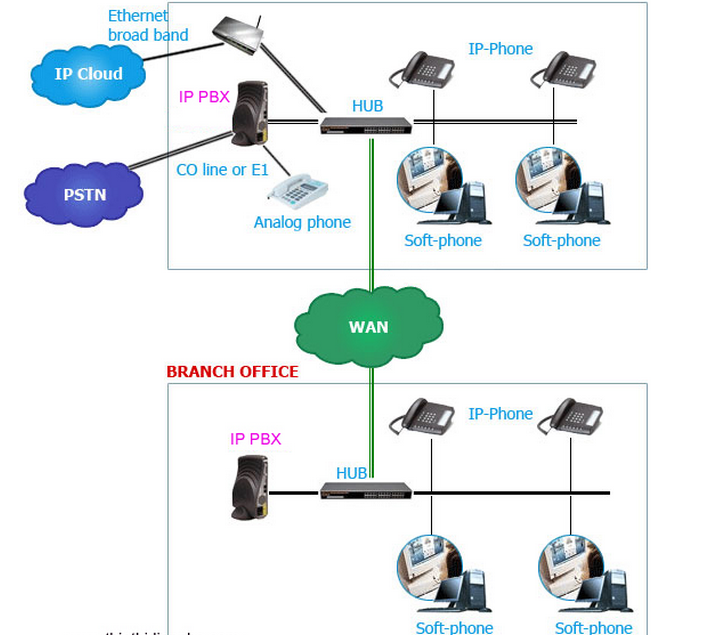 Ethernet
broad band
IP Cloud
IP-Phone
IP PBX
HUB
PSTN
CO line or E1
Analog phone
Soft-phone
Soft-phone
WAN
BRANCH OFFICE
IP-Phone
IP PBX
HUB
Soft-phone
Soft-phone